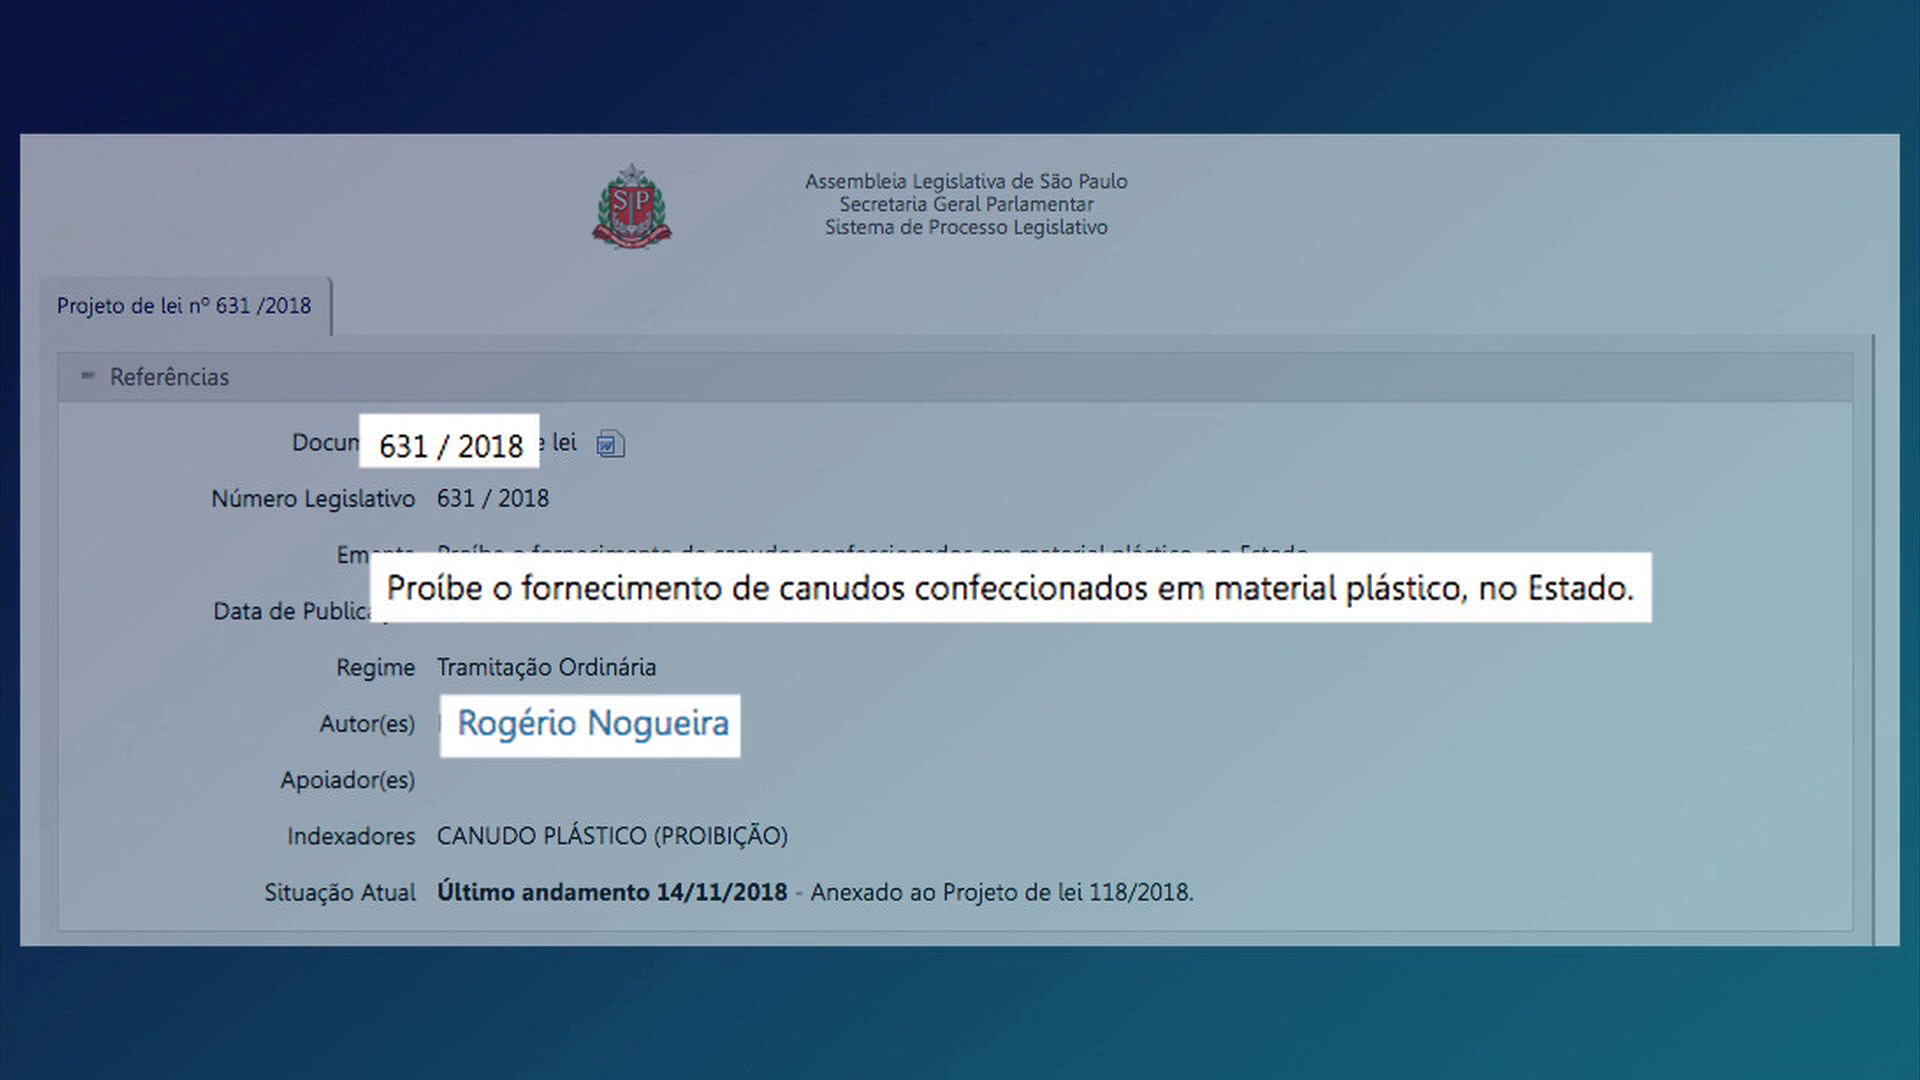 Assembleia Legislativa de São Paulo
Secretaria Geral Parlamentar
Sistema de Processo Legislativo
SP
Projeto de lei nº 631 /2018
Referências
631 / 2018 lei
Número Legislativo 631 / 2018
Proíbe o fornecimento de canudos confeccionados em material plástico, no Estado.
Data de
Regime Tramitação Ordinária
Autor(es) Rogério Nogueira
Apoiador(es)
Indexadores CANUDO PLÁSTICO (PROIBIÇÃO)
Situação Atual Último andamento 14/11/2018 - Anexado ao Projeto de lei 118/2018.